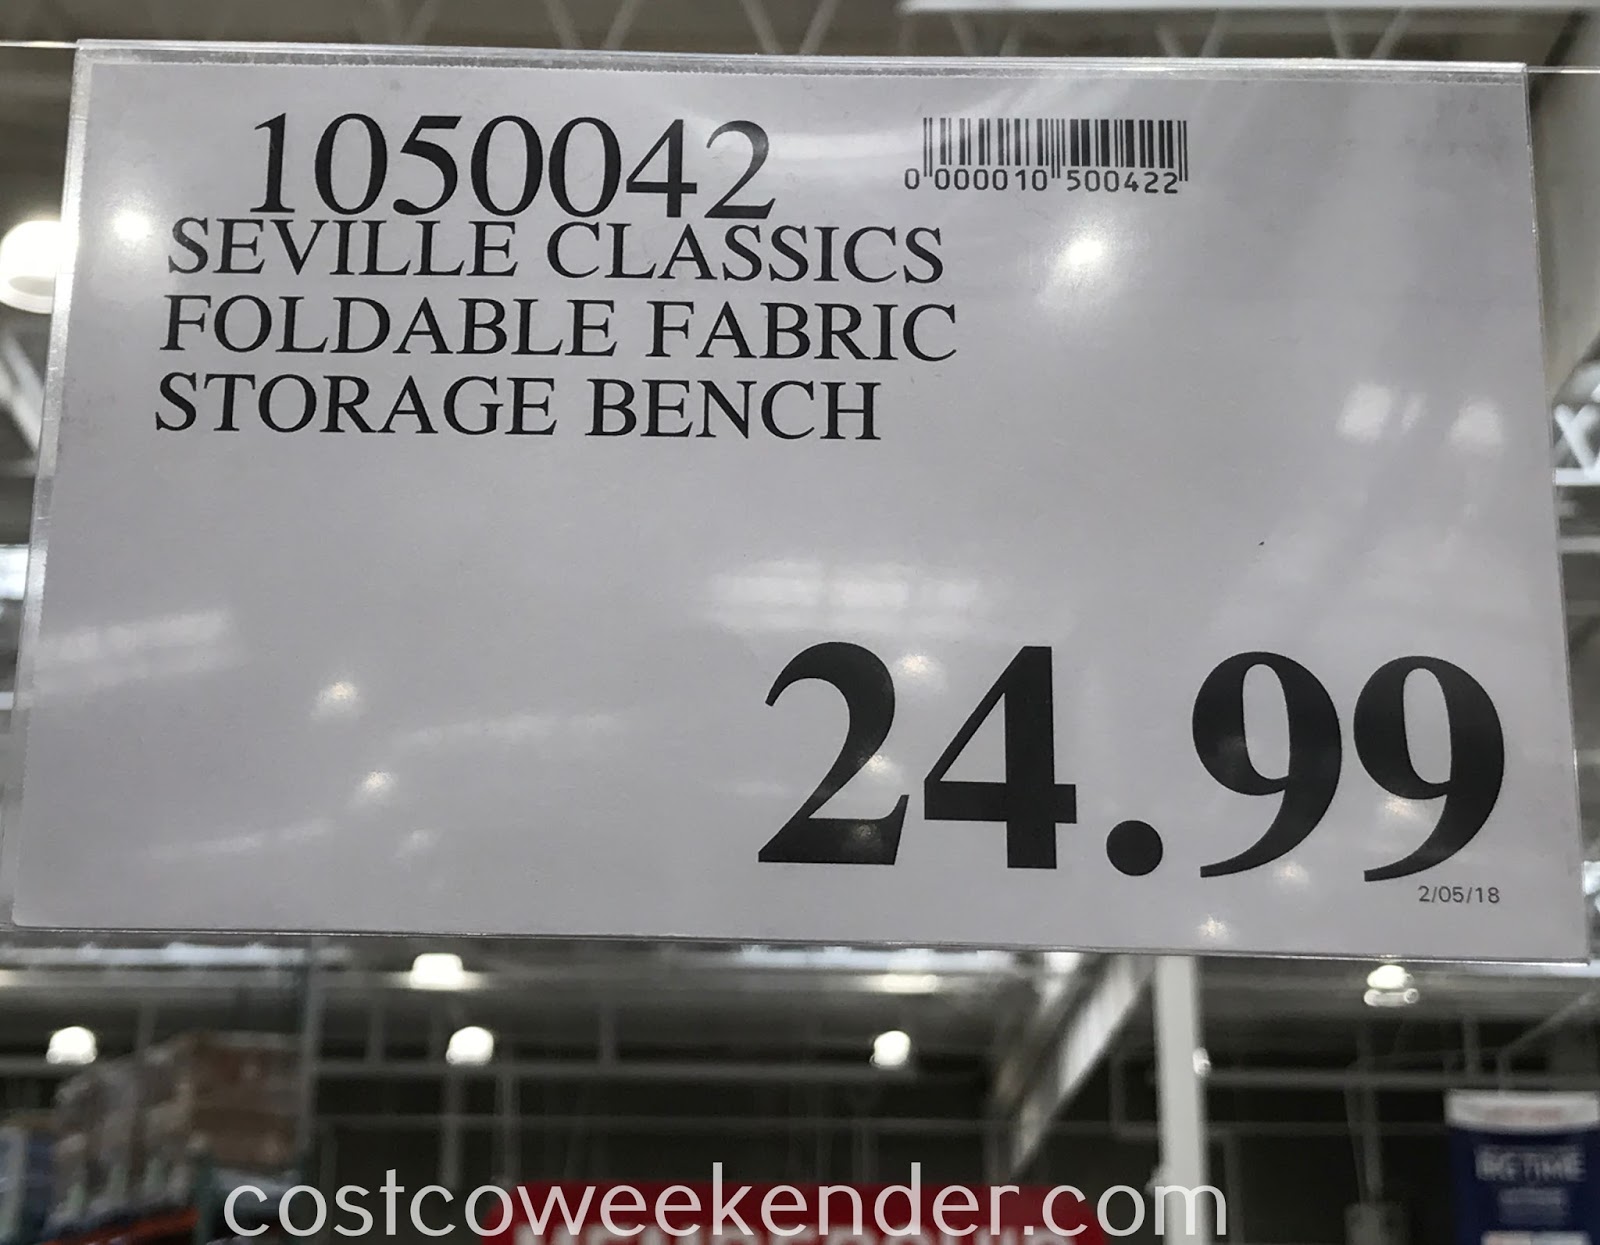 1050042
0 000010 500422
SEVILLE CLASSICS
FOLDABLE FABRIC
STORAGE BENCH
24.99
2/05/18
costcoweekender.com